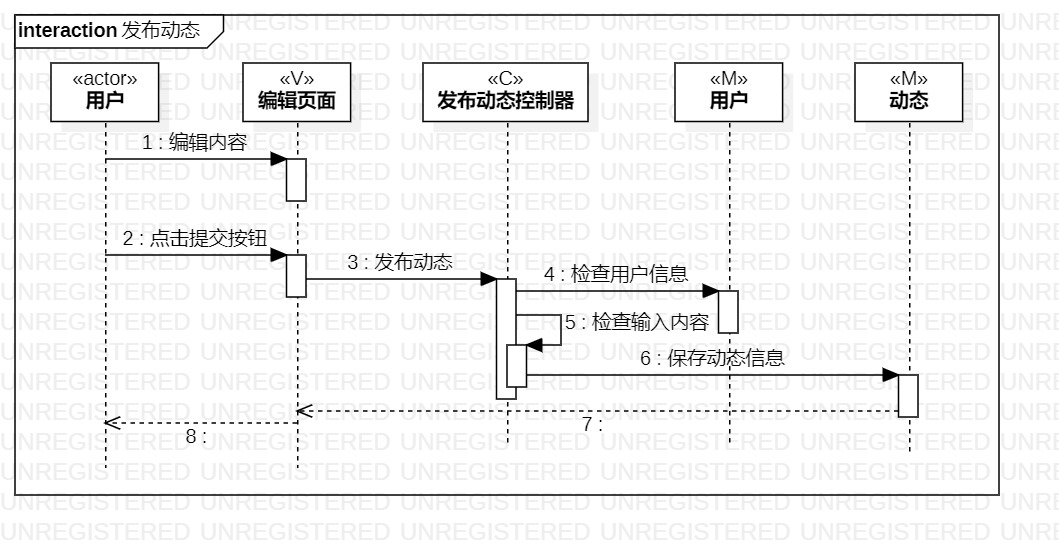 interaction 发布动态
«actor»
用户
«V»
编辑页面
«C»
发布动态控制器
«M»
用户
«M»
动态
1 : 编辑内容
2 : 点击提交按钮
3 : 发布动态
4 : 检查用户信息
5 : 检查输入内容
6 : 保存动态信息
7 :
8 :
UNREGISTERED UNREGISTERED UNREGISTERED UNREGISTERED UNREGISTERED UNRE